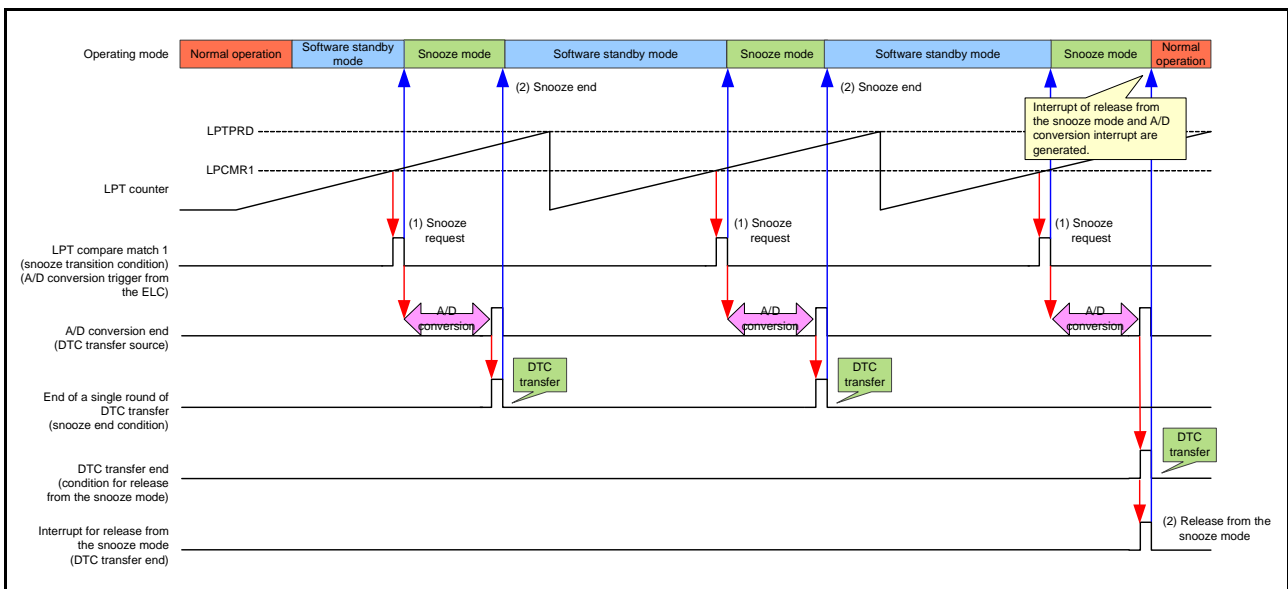 Operating mode
Normal operation
Software standby
mode
Snooze mode
Software standby mode
Snooze mode
Software standby mode
Snooze mode
Normal
operation
(2) Snooze end
(2) Snooze end
Interrupt of release from
the snooze mode and A/D
conversion interrupt are
generated.
LPTPRD
LPCMR1
LPT counter
(1) Snooze
request
(1) Snooze
request
(1) Snooze
request
LPT compare match 1
(snooze transition condition)
(A/D conversion trigger from
the ELC)
A/D
conversion
A/D
conversion
A/D
conversion
A/D conversion end
(DTC transfer source)
DTC
transfer
DTC
transfer
End of a single round of
DTC transfer
(snooze end condition)
DTC
transfer
DTC transfer end
(condition for release
from the snooze mode)
(2) Release from the
snooze mode
Interrupt for release from
the snooze mode
(DTC transfer end)